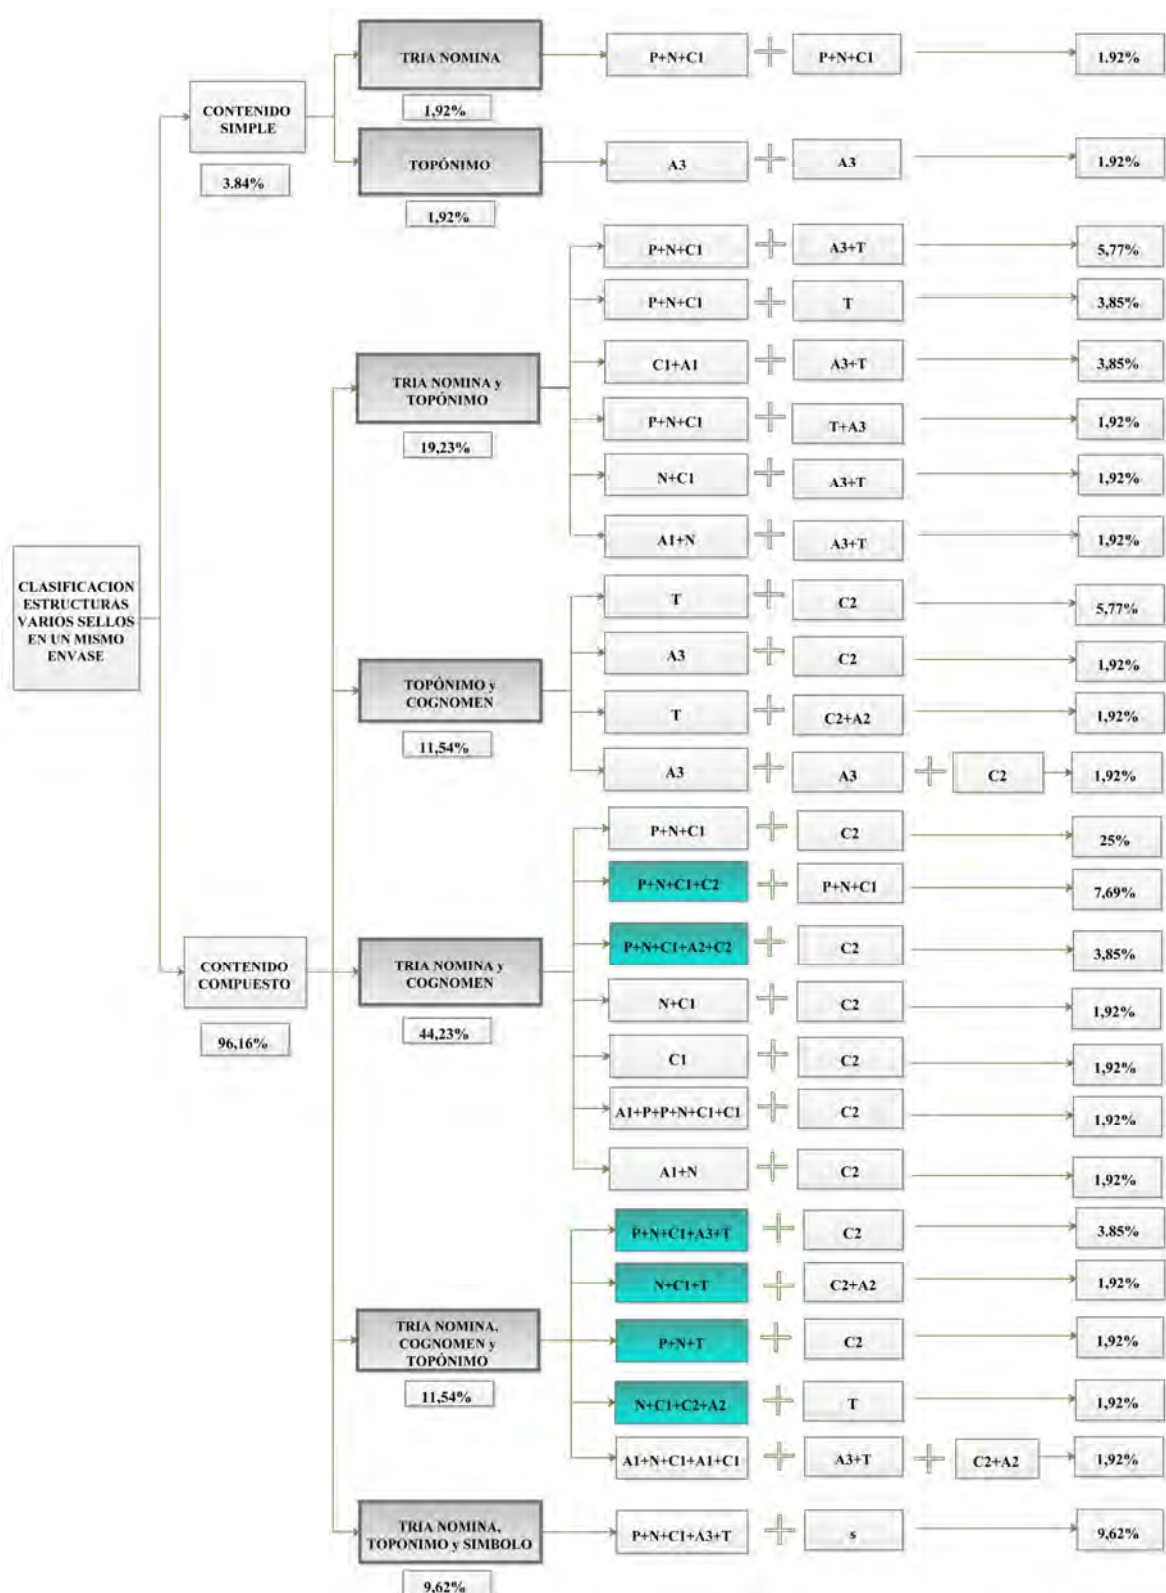 TRIA NOMINA
P+N+C1
P+N+C1
1.92%
1,92%
CONTENIDO
SIMPLE
3.84%
TOPÓNIMO
A3
A3
1.92%
1,92%
P+N+C1
A3+T
5,77%
P+N+C1
T
3,85%
TRIA NOMINA y
TOPÓNIMO
19,23%
C1+A1
A3+T
3,85%
P+N+C1
T+A3
1,92%
N+C1
A3+T
1,92%
A1+N
A3+T
1,92%
CLASIFICACION
ESTRUCTURAS
VARIOS SELLOS
EN UN MISMO
ENVASE
T
C2
5,77%
A3
C2
1,92%
TOPÓNIMO y
COGNOMEN
11,54%
T
C2+A2
1,92%
A3
A3
C2
1,92%
P+N+C1
C2
25%
P+N+C1+C2
P+N+C1
7,69%
P+N+C1+A2+C2
C2
3,85%
CONTENIDO
COMPUESTO
96,16%
TRIA NOMINA y
COGNOMEN
44,23%
N+C1
C2
1,92%
C1
C2
1,92%
A1+P+P+N+C1+C1
C2
1,92%
A1+N
C2
1,92%
P+N+C1+A3+T
C2
3.85%
N+C1+T
C2+A2
1,92%
TRIA NOMINA,
COGNOMEN y
TOPÓNIMO
11,54%
P+N+T
C2
1,92%
N+C1+C2+A2
T
1,92%
A1+N+C1+A1+C1
A3+T
C2+A2
1,92%
TRIA NOMINA,
TOPONIMO y SIMBOLO
P+N+C1+A3+T
s
9,62%
9,62%